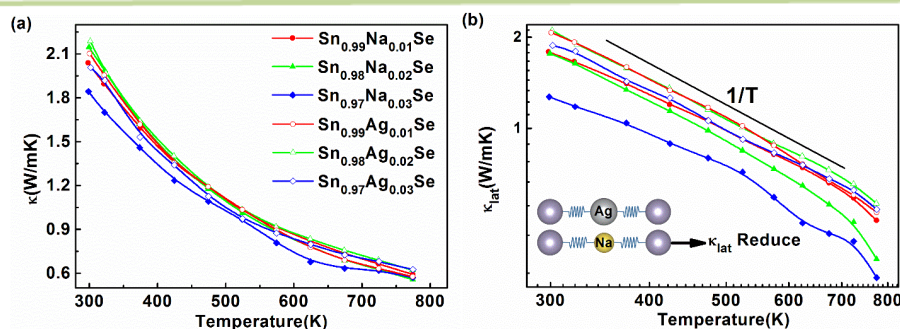 (a)
κ(W/mK)
2.1
1.8
1.5
1.2
0.9
0.6
Sn0.99Na0.01Se
Sn0.98Na0.02Se
Sn0.97Na0.03Se
Sn0.99Ag0.01Se
Sn0.98Ag0.02Se
Sn0.97Ag0.03Se
300 400 500 600 700 800
Temperature(K)
(b)
κlat(W/mK)
2
1
1/T
Ag
Na
κlat Reduce
300 400 500 600 700 800
Temperature(K)